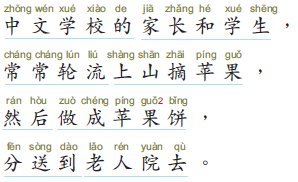 zhōng wén xué xiào de jiā zhǎng hé xué shēng
中文学校的家长和学生，
cháng cháng lún liú shàng shān zhāi píng guǒ
常常轮流上山摘苹果，
rán hòu zuò chéng píng guǒ2 bǐng
然后做成苹果饼，
fēn sòng dào lǎo rén yuàn qù
分送到老人院去。